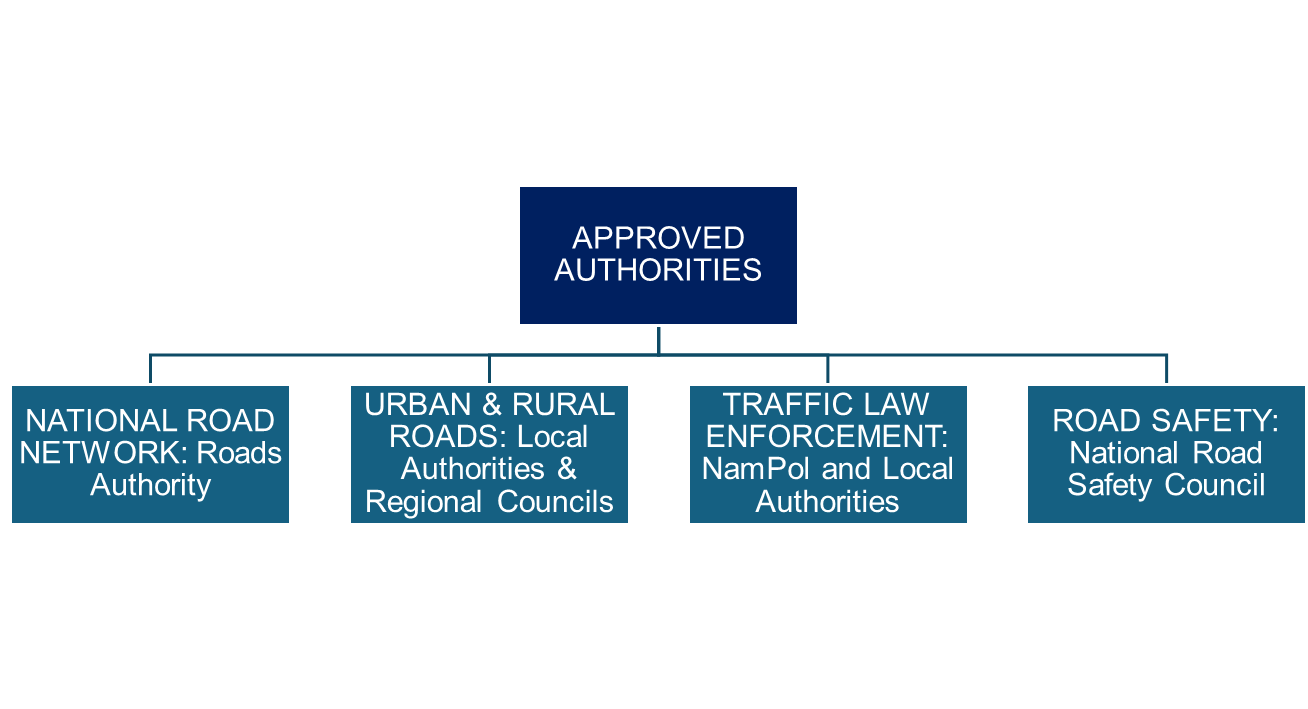 APPROVED
AUTHORITIES
NATIONAL ROAD
NETWORK: Roads
Authority
URBAN & RURAL
ROADS: Local
Authorities &
Regional Councils
TRAFFIC LAW
ENFORCEMENT:
NamPol and Local
Authorities
ROAD SAFETY:
National Road
Safety Council